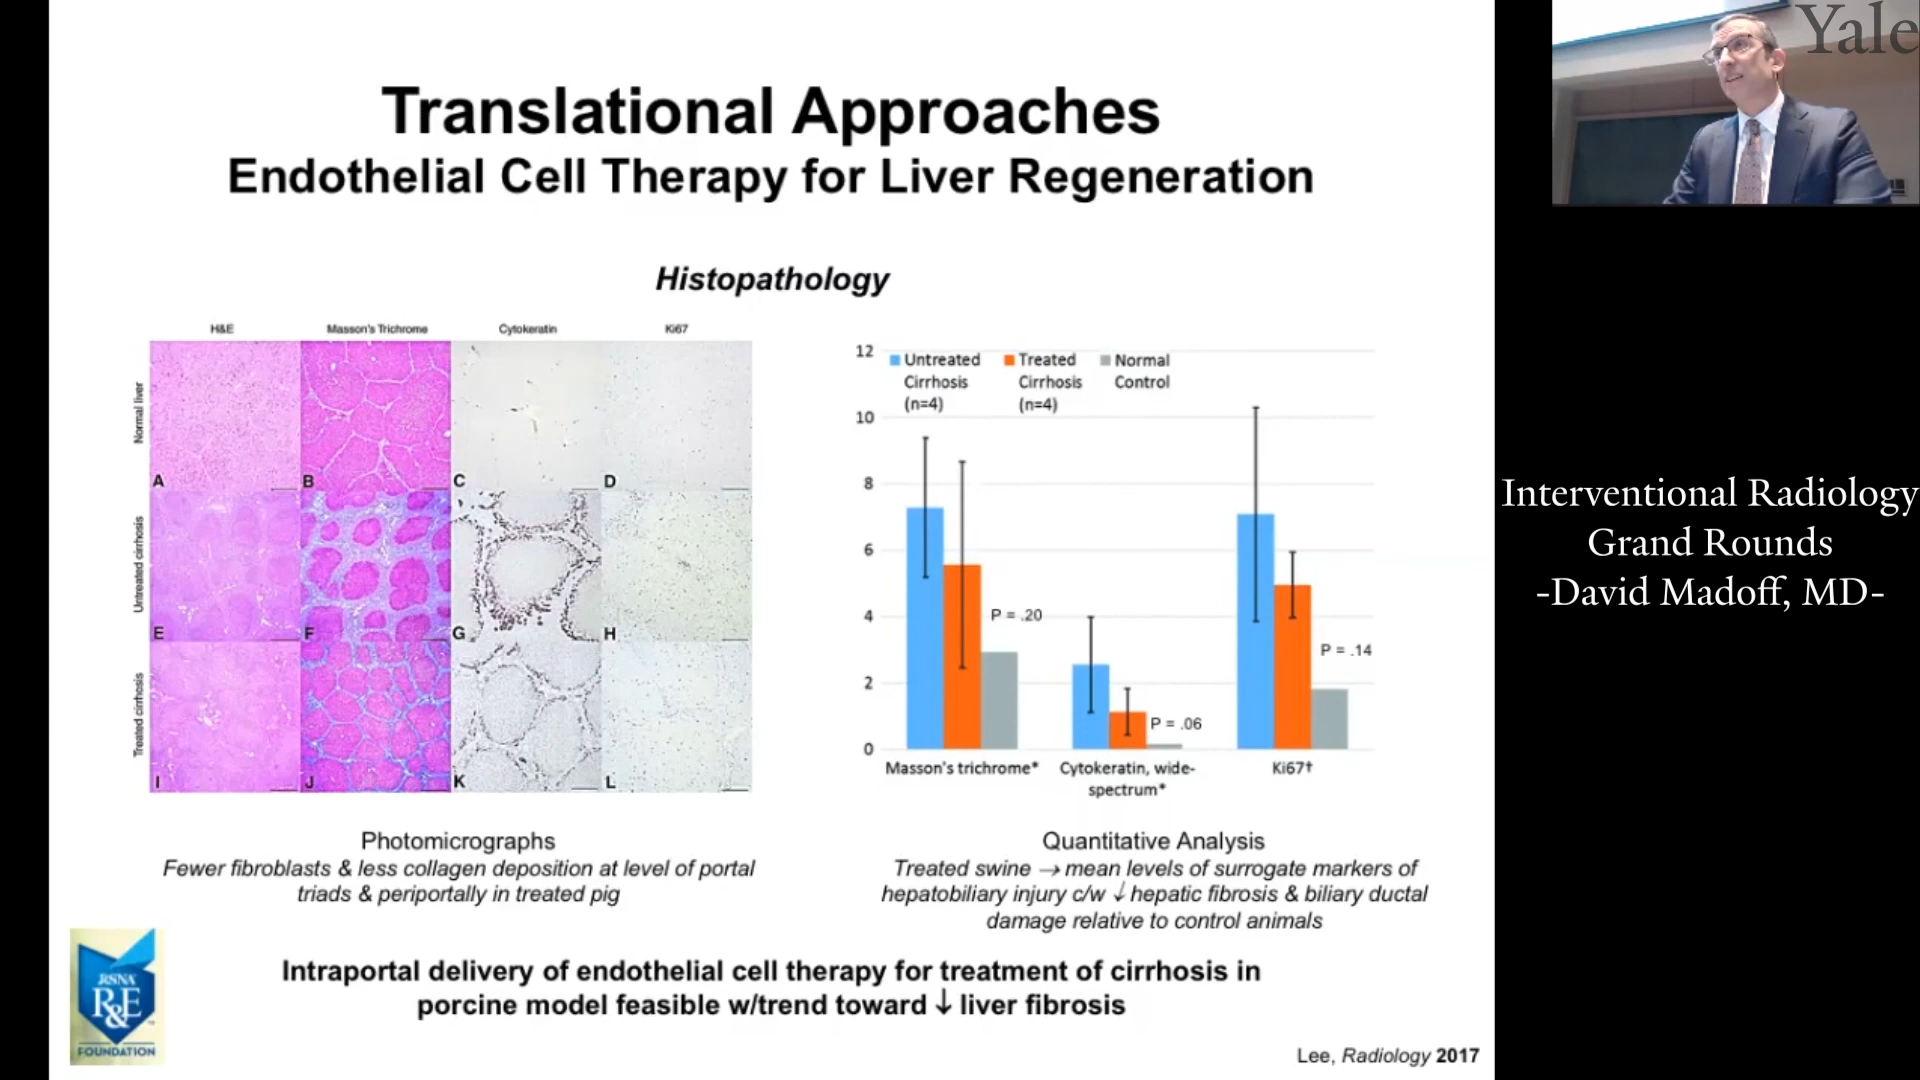 Translational Approaches
Endothelial Cell Therapy for Liver Regeneration
Histopathology
H&E
Masson's Trichrome
Cytokeratin
Ki67
Normal liver
Untreated cirrhosis
Treated cirrhosis
A
B
C
D
E
F
G
H
I
J
K
L
Photomicrographs
Fewer fibroblasts & less collagen deposition at level of portal
triads & periportally in treated pig
12
10
8
6
4
2
0
Untreated
Cirrhosis
(n=4)
Treated
Cirrhosis
(n=4)
Normal
Control
P = .20
P = .06
P = .14
Masson's trichrome*
Cytokeratin, wide-
spectrum*
Ki67†
Quantitative Analysis
Treated swine → mean levels of surrogate markers of
hepatobiliary injury c/w ↓ hepatic fibrosis & biliary ductal
damage relative to control animals
Intraportal delivery of endothelial cell therapy for treatment of cirrhosis in
porcine model feasible w/trend toward ↓ liver fibrosis
RSNA
R&E
FOUNDATION
Lee, Radiology 2017
Yale
Interventional Radiology
Grand Rounds
-David Madoff, MD-